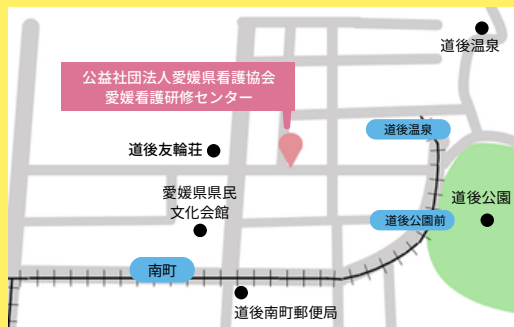 道後温泉
公益社団法人愛媛県看護協会
愛媛看護研修センター
道後温泉
道後友輪荘
愛媛県県民
文化会館
道後公園
道後公園前
南町
道後南町郵便局